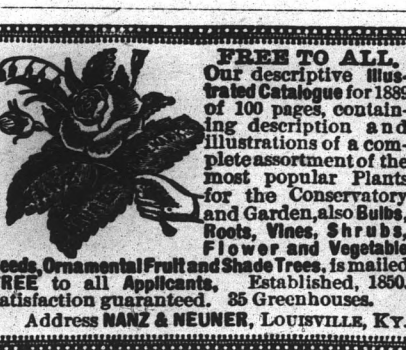 FREE TO ALL.
Our descriptive Illus-
trated Catalogue for 1889
of 100 pages, contain-
ing description and
illustrations of a com-
plete assortment of the
most popular Plants
for the Conservatory
and Garden, also Bulbs,
Roots, Vines, Shrubs,
Flower and Vegetable
eeds, Ornamental Fruit and Shade Trees, is mailed
FREE to all Applicants. Established, 1850.
atisfaction guaranteed. 35 Greenhouses.
Address NANZ & NEUNER, LOUISVILLE, KY.